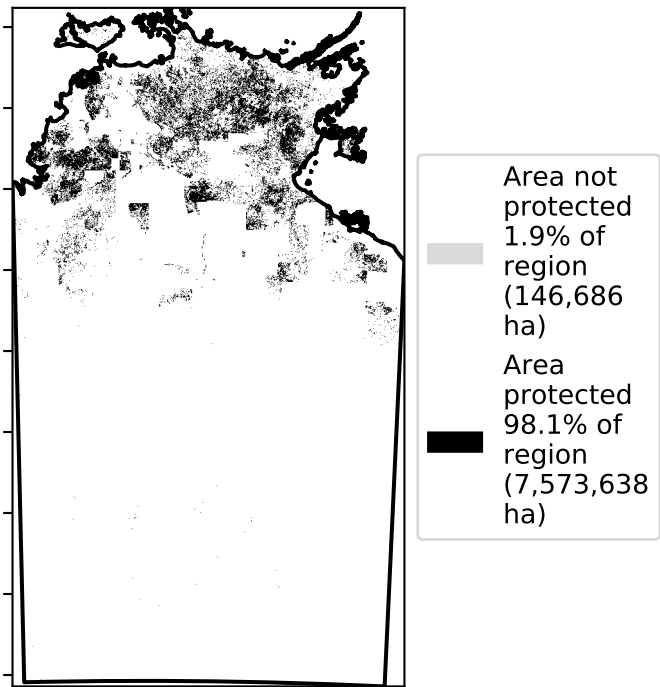 Area not
protected
1.9% of
region
(146,686
ha)
Area
protected
98.1% of
region
(7,573,638
ha)